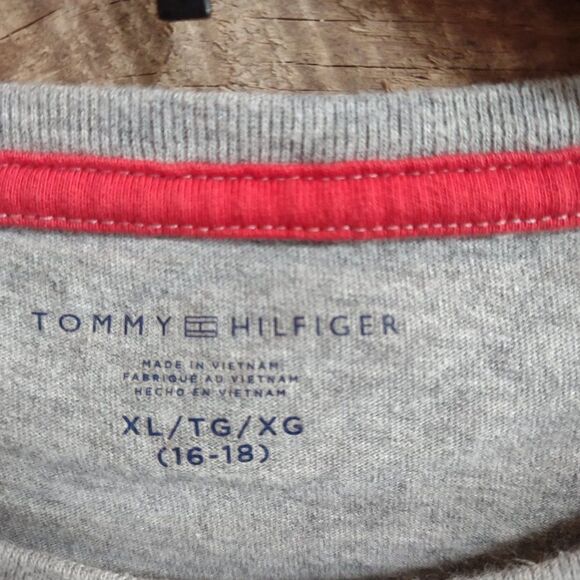 TOMMY HILFIGER
MADE IN VIETNAM
FABRIQUÉ AU VIETNAM
HECHO EN VIETNAM
XL/TG/XG
(16-18)